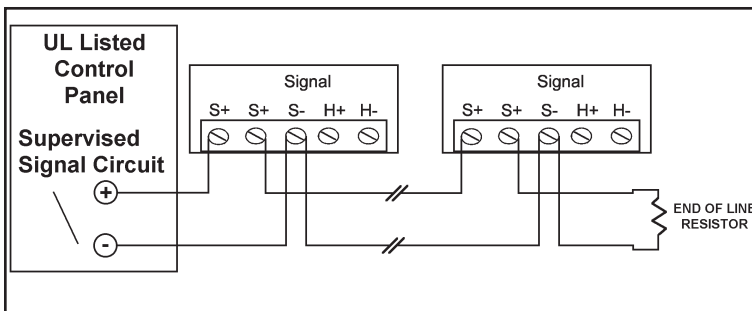 UL Listed
Control
Panel
Supervised
Signal Circuit
+
-
Signal
S+ S+ S- H+ H-
Signal
S+ S+ S- H+ H-
END OF LINE
RESISTOR